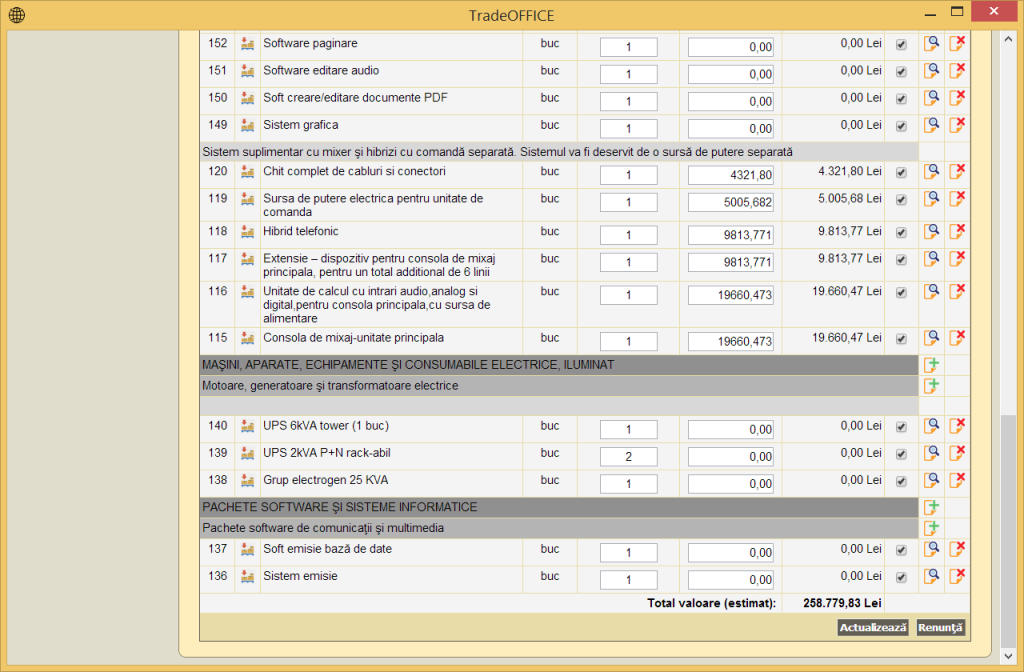 TradeOFFICE
152 Software paginare buc 1 0,00 0,00 Lei
151 Software editare audio buc 1 0,00 0,00 Lei
150 Soft creare/editare documente PDF buc 1 0,00 0,00 Lei
149 Sistem grafica buc 1 0,00 0,00 Lei
Sistem suplimentar cu mixer și hibrizi cu comandă separată. Sistemul va fi deservit de o sursă de putere separată
120 Chit complet de cabluri si conectori buc 1 4321,80 4.321,80 Lei
119 Sursa de putere electrica pentru unitate de buc 1 5005,682 5.005,68 Lei
comanda
118 Hibrid telefonic buc 1 9813,771 9.813,77 Lei
117 Extensie – dispozitiv pentru consola de mixaj buc 1 9813,771 9.813,77 Lei
principala, pentru un total additional de 6 linii
116 Unitate de calcul cu intrari audio,analog si buc 1 19660,473 19.660,47 Lei
digital,pentru consola principala,cu sursa de
alimentare
115 Consola de mixaj-unitate principala buc 1 19660,473 19.660,47 Lei
MAȘINI, APARATE, ECHIPAMENTE ȘI CONSUMABILE ELECTRICE, ILUMINAT
Motoare, generatoare și transformatoare electrice
140 UPS 6kVA tower (1 buc) buc 1 0,00 0,00 Lei
139 UPS 2kVA P+N rack-abil buc 2 0,00 0,00 Lei
138 Grup electrogen 25 KVA buc 1 0,00 0,00 Lei
PACHETE SOFTWARE ȘI SISTEME INFORMATICE
Pachete software de comunicații și multimedia
137 Soft emisie bază de date buc 1 0,00 0,00 Lei
136 Sistem emisie buc 1 0,00 0,00 Lei
Total valoare (estimat): 258.779,83 Lei
Actualizează Renunță